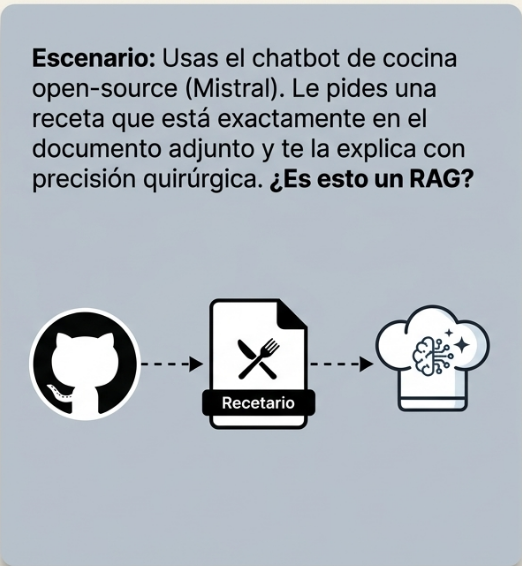 Escenario: Usas el chatbot de cocina
open-source (Mistral). Le pides una
receta que está exactamente en el
documento adjunto y te la explica con
precisión quirúrgica. ¿Es esto un RAG?
Recetario